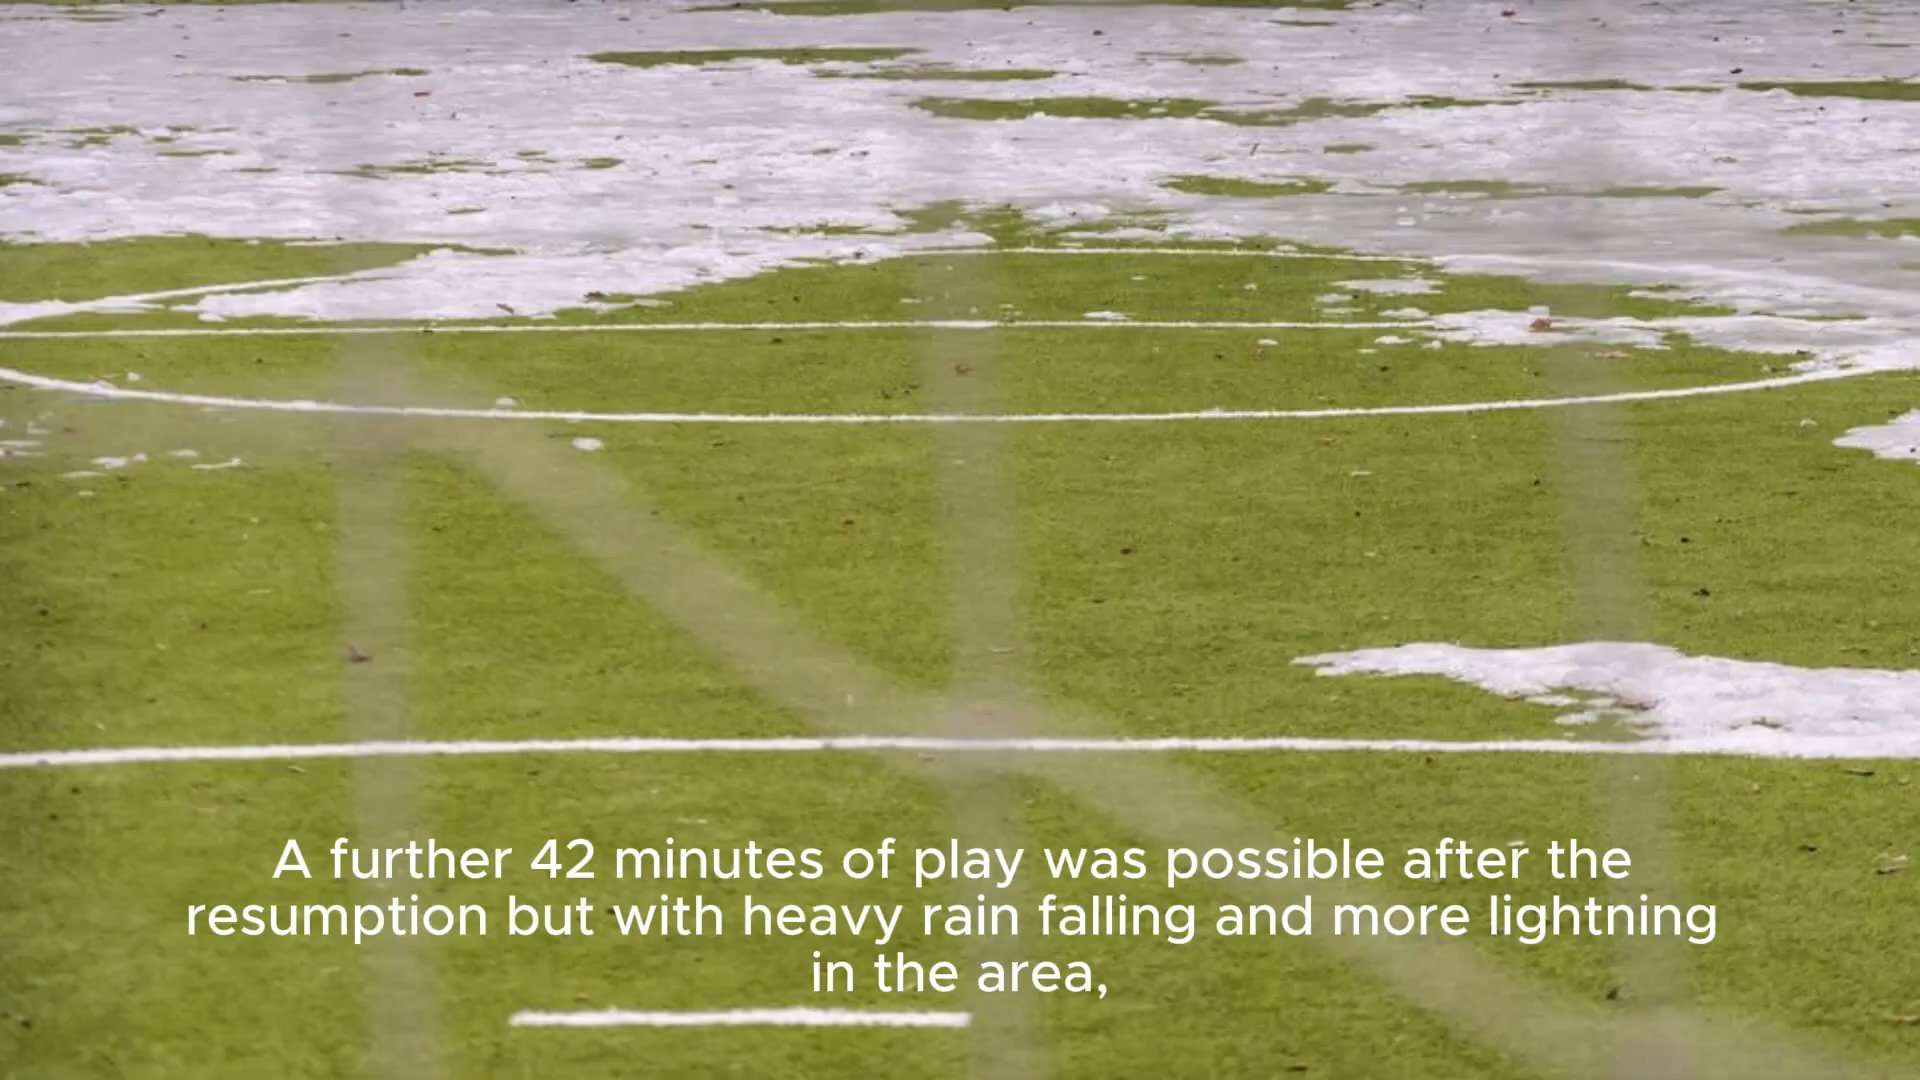 A further 42 minutes of play was possible after the
resumption but with heavy rain falling and more lightning
in the area,